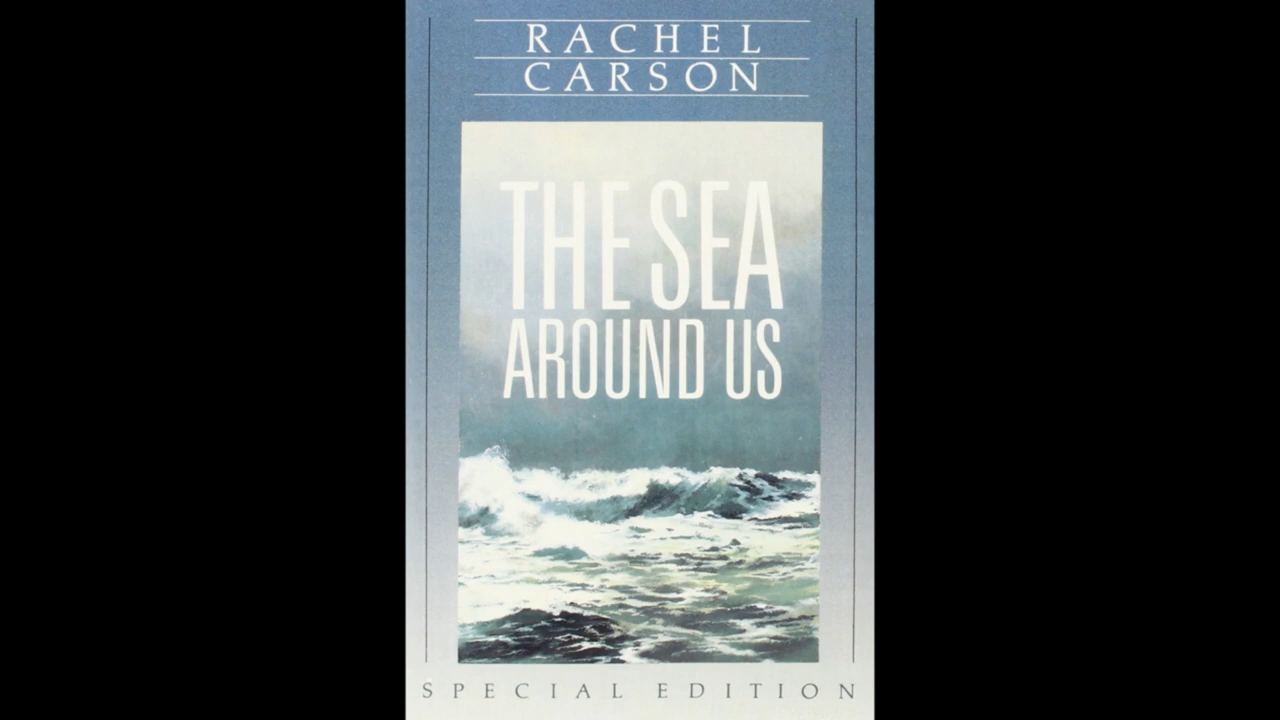 RACHEL
CARSON
THE SEA
AROUND US
SPECIAL EDITION